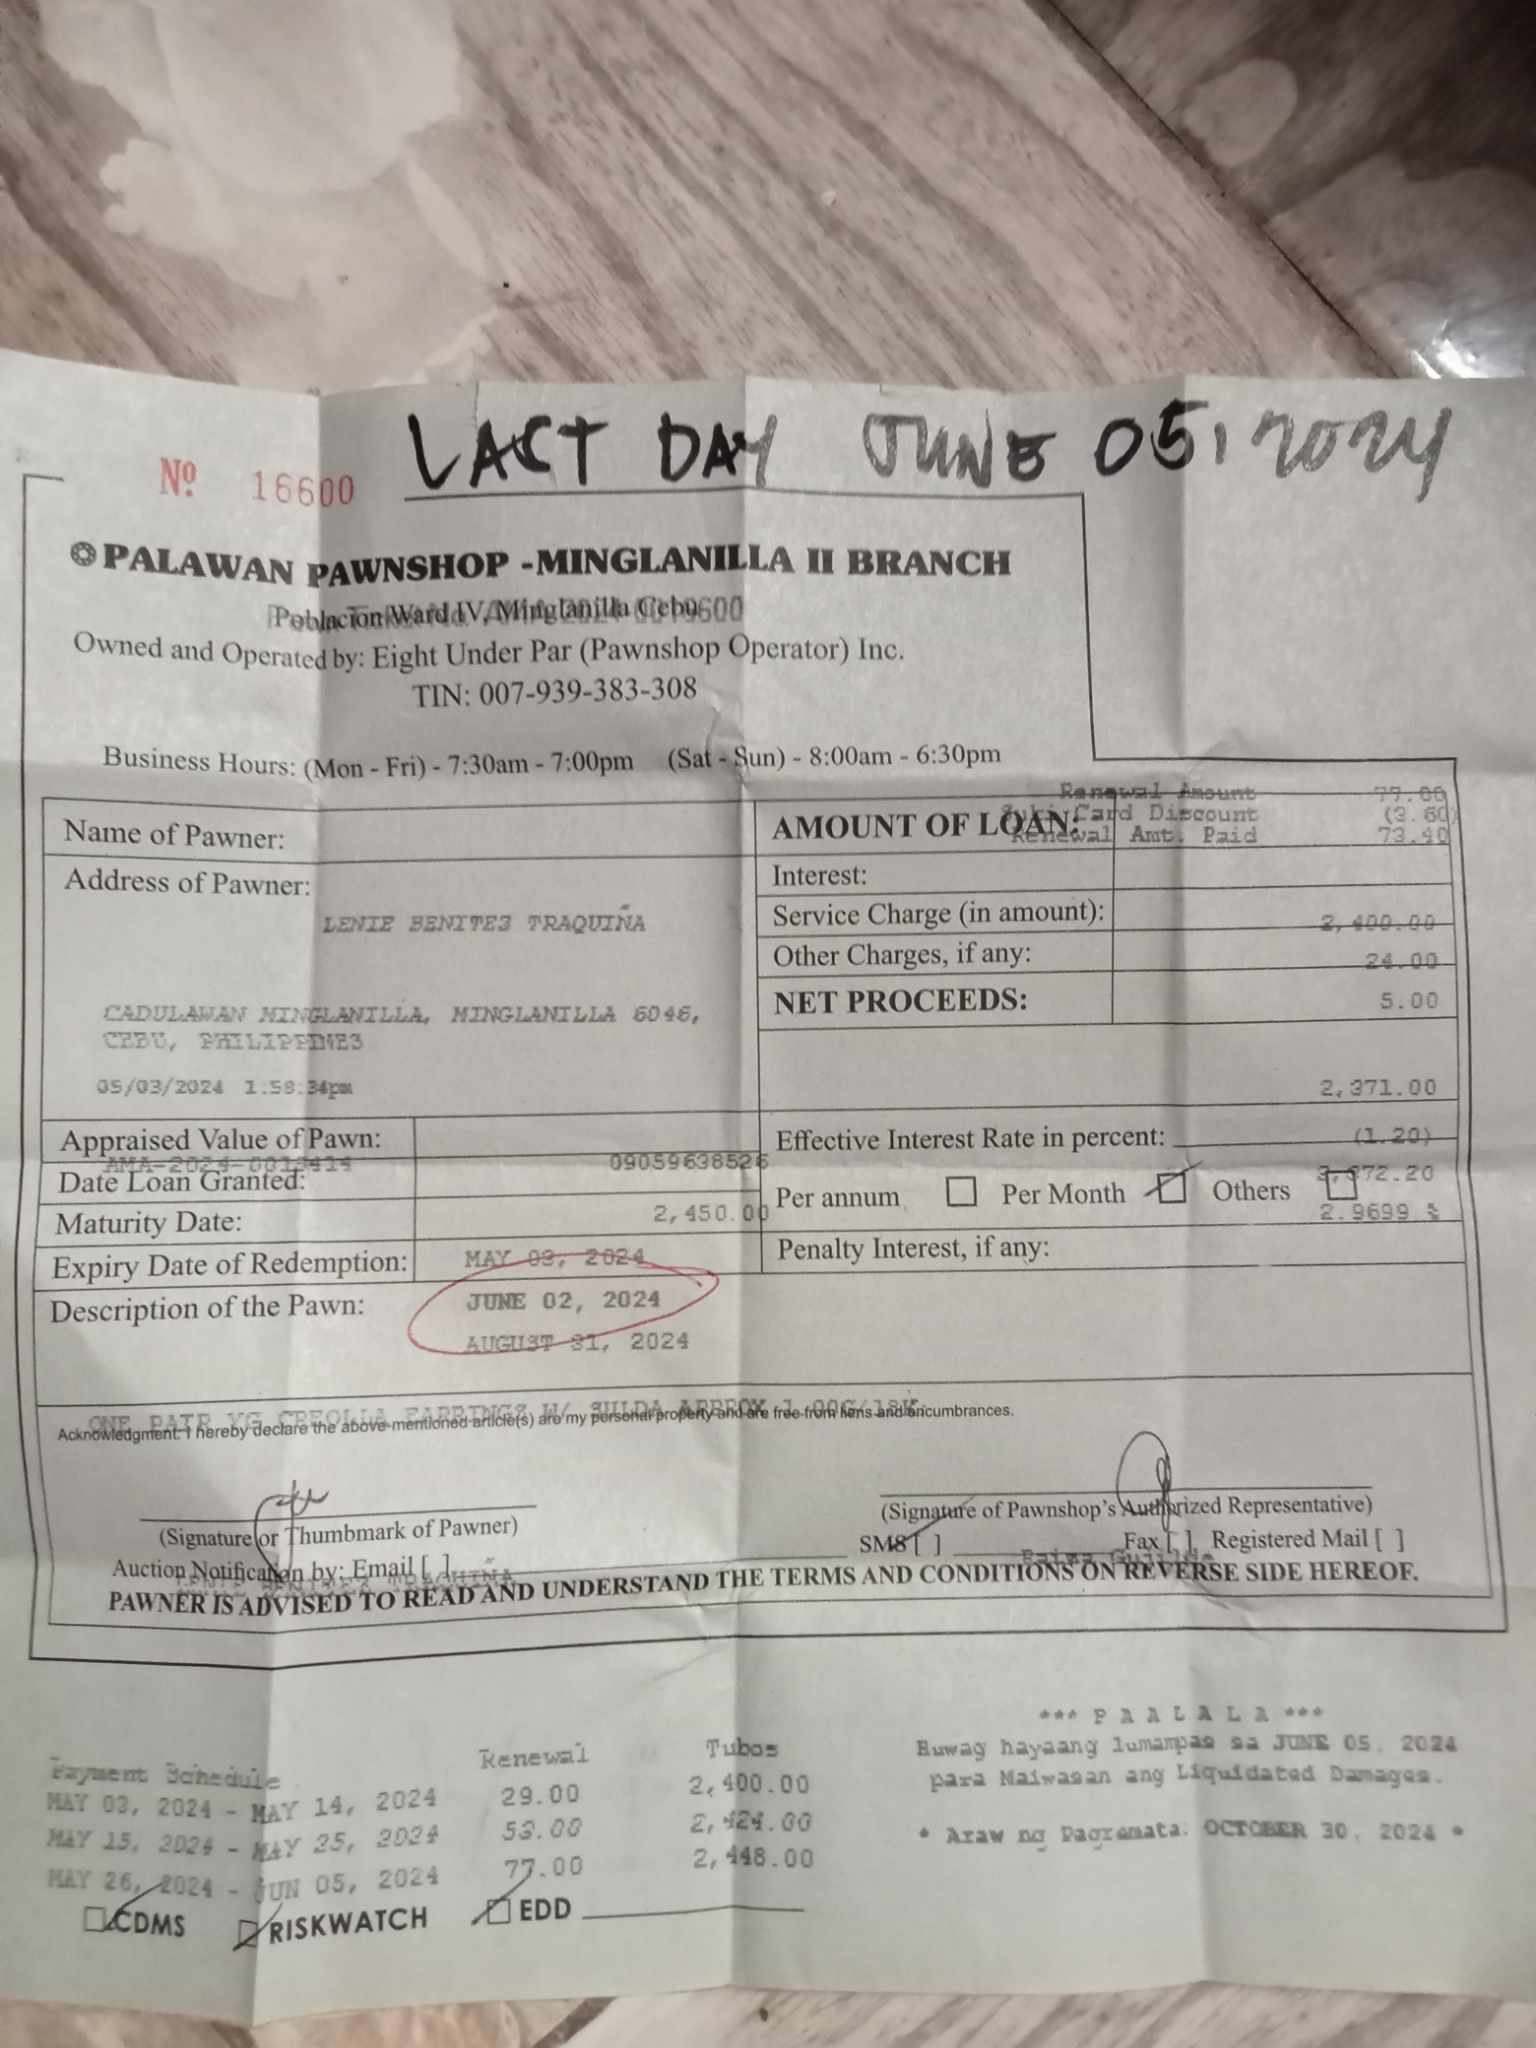 LAST DAY JUNE 05, 2024
Nº 16600
PALAWAN PAWNSHOP -MINGLANILLA II BRANCH
Poblacion Ward IV, Minglanilla Cebu
Owned and Operated by: Eight Under Par (Pawnshop Operator) Inc.
TIN: 007-939-383-308
Business Hours: (Mon - Fri) - 7:30am - 7:00pm (Sat - Sun) - 8:00am - 6:30pm
Renewal Amount 77.00
Card Discount (3.60)
Renewal Amt. Paid 73.40
Name of Pawner:
AMOUNT OF LOAN:
Address of Pawner:
Interest:
LENIE BENITEZ TRAQUIÑA
Service Charge (in amount):
2,400.00
Other Charges, if any:
24.00
NET PROCEEDS:
5.00
CADULAWAN MINGLANILLA, MINGLANILLA 6046,
CEBU, PHILIPPINES
05/03/2024 1:58:34pm
2,371.00
Appraised Value of Pawn:
Effective Interest Rate in percent:
(1.20)
09059638526
Date Loan Granted:
Per annum Per Month Others
2,450.00
2.9699 %
Maturity Date:
Penalty Interest, if any:
Expiry Date of Redemption:
MAY 03, 2024
Description of the Pawn:
JUNE 02, 2024
AUGUST 31, 2024
ONE PAIR YG CREOLLA EARRINGS W/ SULDA APPROX 1.00G/18K.
Acknowledgment: I hereby declare the above-mentioned article(s) are my personal property and are free from liens and encumbrances.
(Signature or Thumbmark of Pawner)
(Signature of Pawnshop's Authorized Representative)
Auction Notification by: Email [ ] SMS [ ] Fax [ ] Registered Mail [ ]
LENIE BENITEZ TRAQUIÑA
PAWNER IS ADVISED TO READ AND UNDERSTAND THE TERMS AND CONDITIONS ON REVERSE SIDE HEREOF.
Payment Schedule Renewal Tubos
MAY 03, 2024 - MAY 14, 2024 29.00 2,400.00
MAY 15, 2024 - MAY 25, 2024 53.00 2,424.00
MAY 26, 2024 - JUN 05, 2024 77.00 2,448.00
*** P A A L A L A ***
Huwag hayaang lumampas sa JUNE 05, 2024
para Maiwasan ang Liquidated Damages.
* Araw ng Pagremata: OCTOBER 30, 2024 *
CDMS RISKWATCH EDD